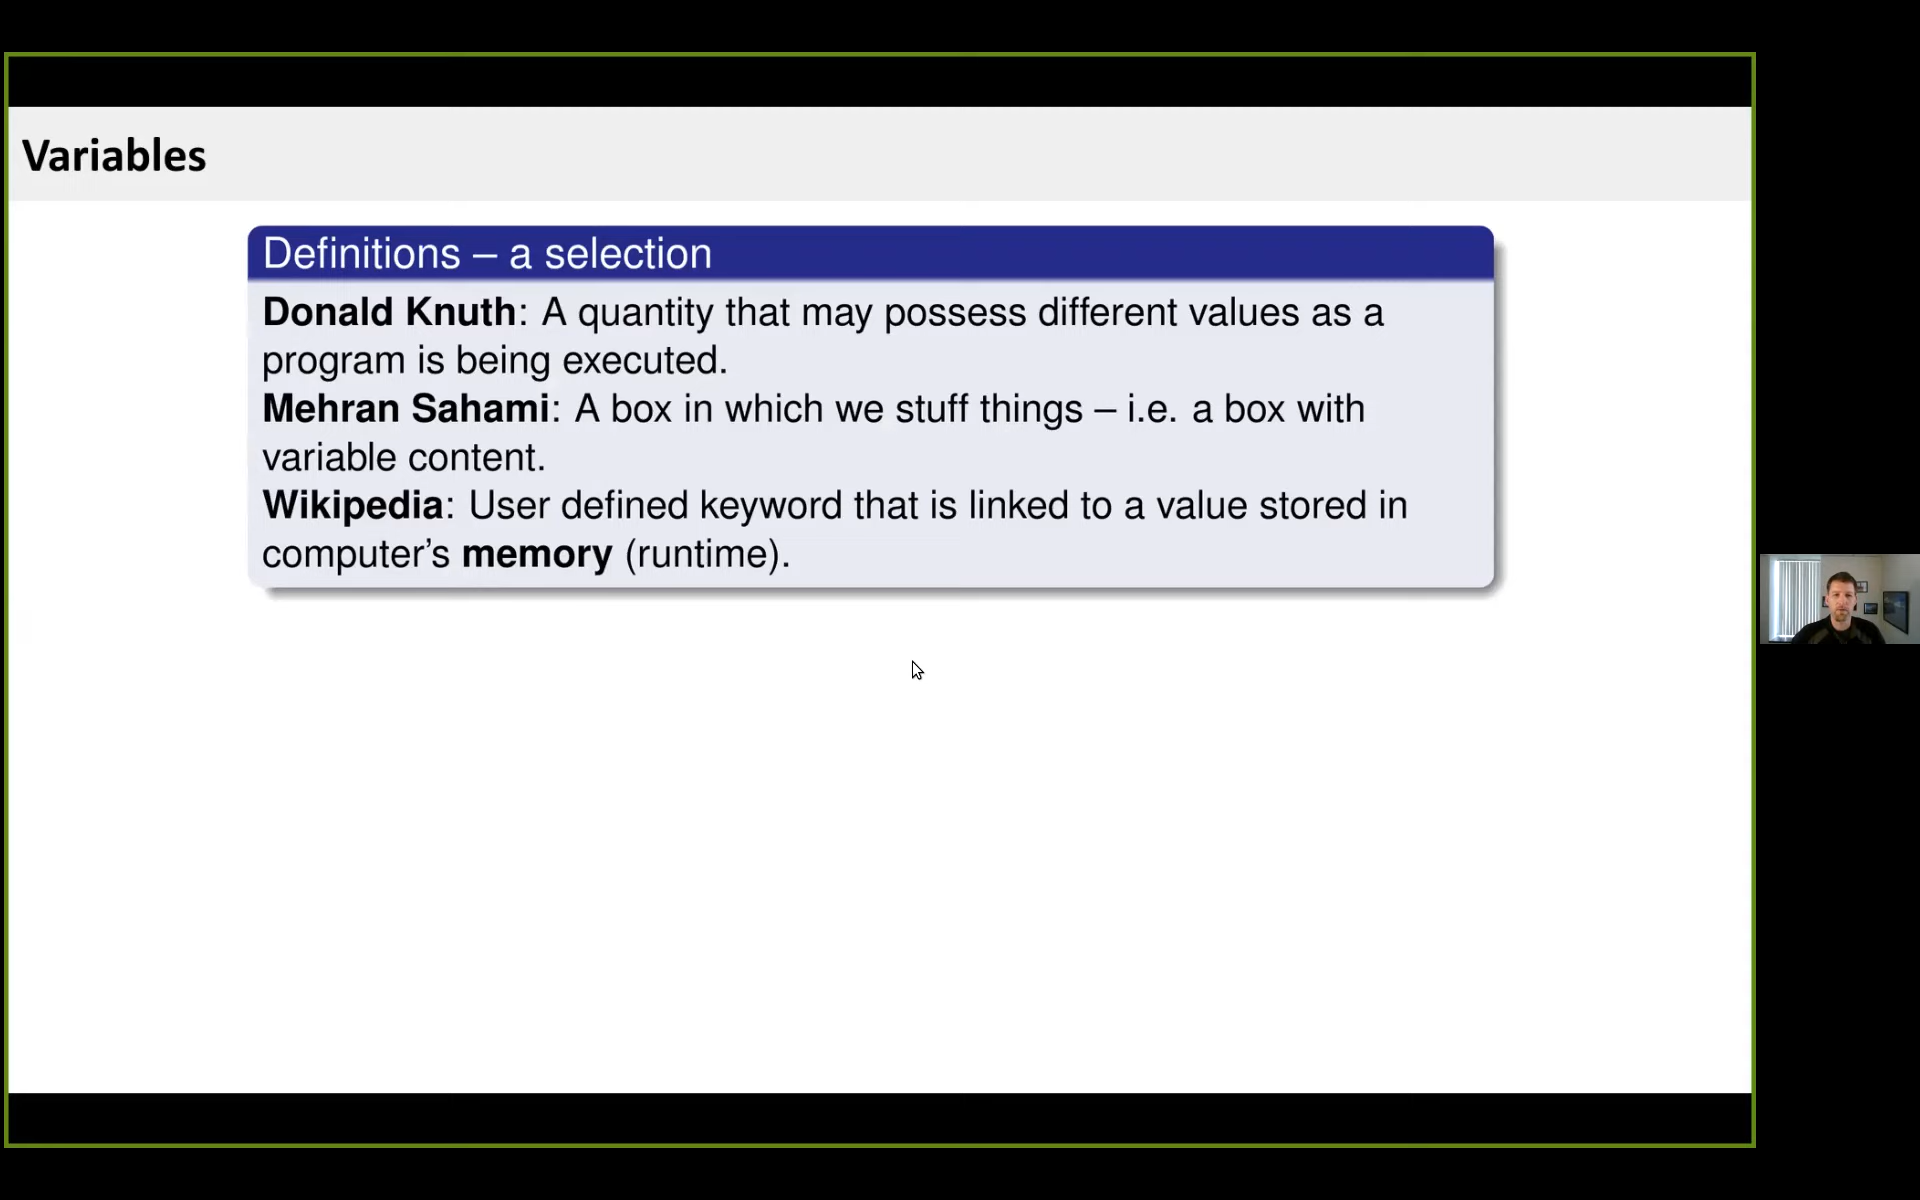 Variables
Definitions – a selection
Donald Knuth: A quantity that may possess different values as a
program is being executed.
Mehran Sahami: A box in which we stuff things – i.e. a box with
variable content.
Wikipedia: User defined keyword that is linked to a value stored in
computer’s memory (runtime).